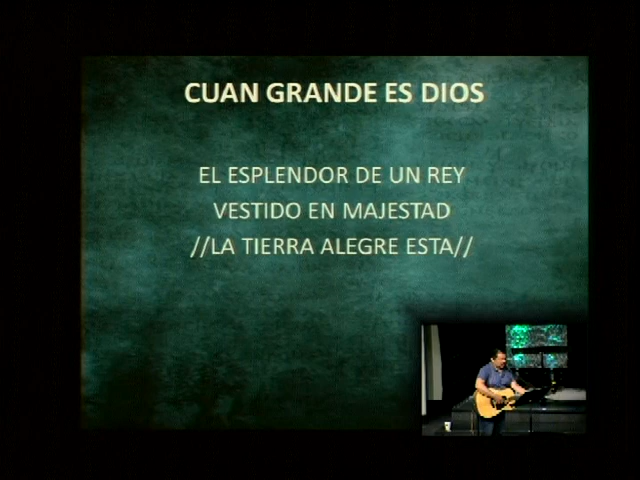 CUAN GRANDE ES DIOS
EL ESPLENDOR DE UN REY
VESTIDO EN MAJESTAD
//LA TIERRA ALEGRE ESTA//